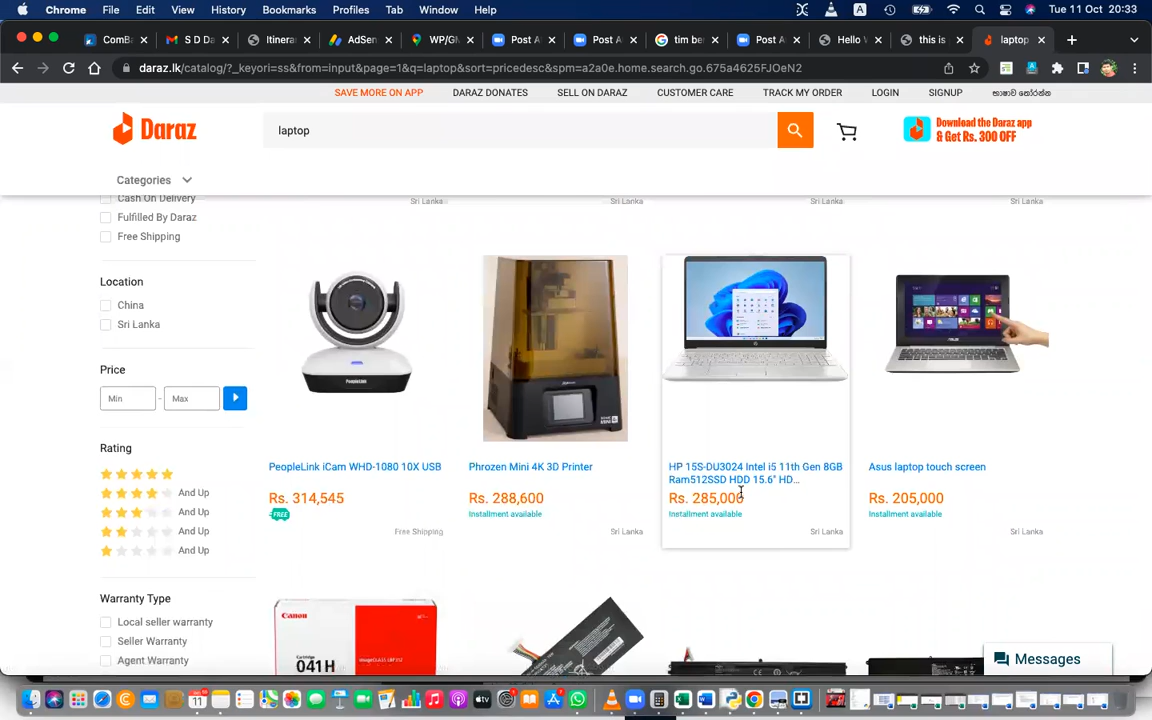 Chrome File Edit View History Bookmarks Profiles Tab Window Help
A Tue 11 Oct 20:33
ComBa S D Da Itinera AdSen WP/GM Post A Post A tim be Post A Hello this is laptop
daraz.lk/catalog/?_keyori=ss&from=input&page=1&q=laptop&sort=pricedesc&spm=a2a0e.home.search.go.675a4625FJOeN2
SAVE MORE ON APP DARAZ DONATES SELL ON DARAZ CUSTOMER CARE TRACK MY ORDER LOGIN SIGNUP භාෂාව තෝරන්න
Daraz
laptop
Download the Daraz app
& Get Rs. 300 OFF
Categories
Cash On Delivery
Sri Lanka Sri Lanka Sri Lanka Sri Lanka
Fulfilled By Daraz
Free Shipping
Location
China
Sri Lanka
Price
Min - Max
Rating
And Up
And Up
And Up
And Up
Warranty Type
Local seller warranty
Seller Warranty
Agent Warranty
PeopleLink
PeopleLink iCam WHD-1080 10X USB
Rs. 314,545
FREE
Free Shipping
Phrozen Mini 4K 3D Printer
Rs. 288,600
Installment available
Sri Lanka
HP 15S-DU3024 Intel i5 11th Gen 8GB
Ram512SSD HDD 15.6" HD...
Rs. 285,000
Installment available
Sri Lanka
ASUS
Asus laptop touch screen
Rs. 205,000
Installment available
Sri Lanka
Canon
041H
Messages
11